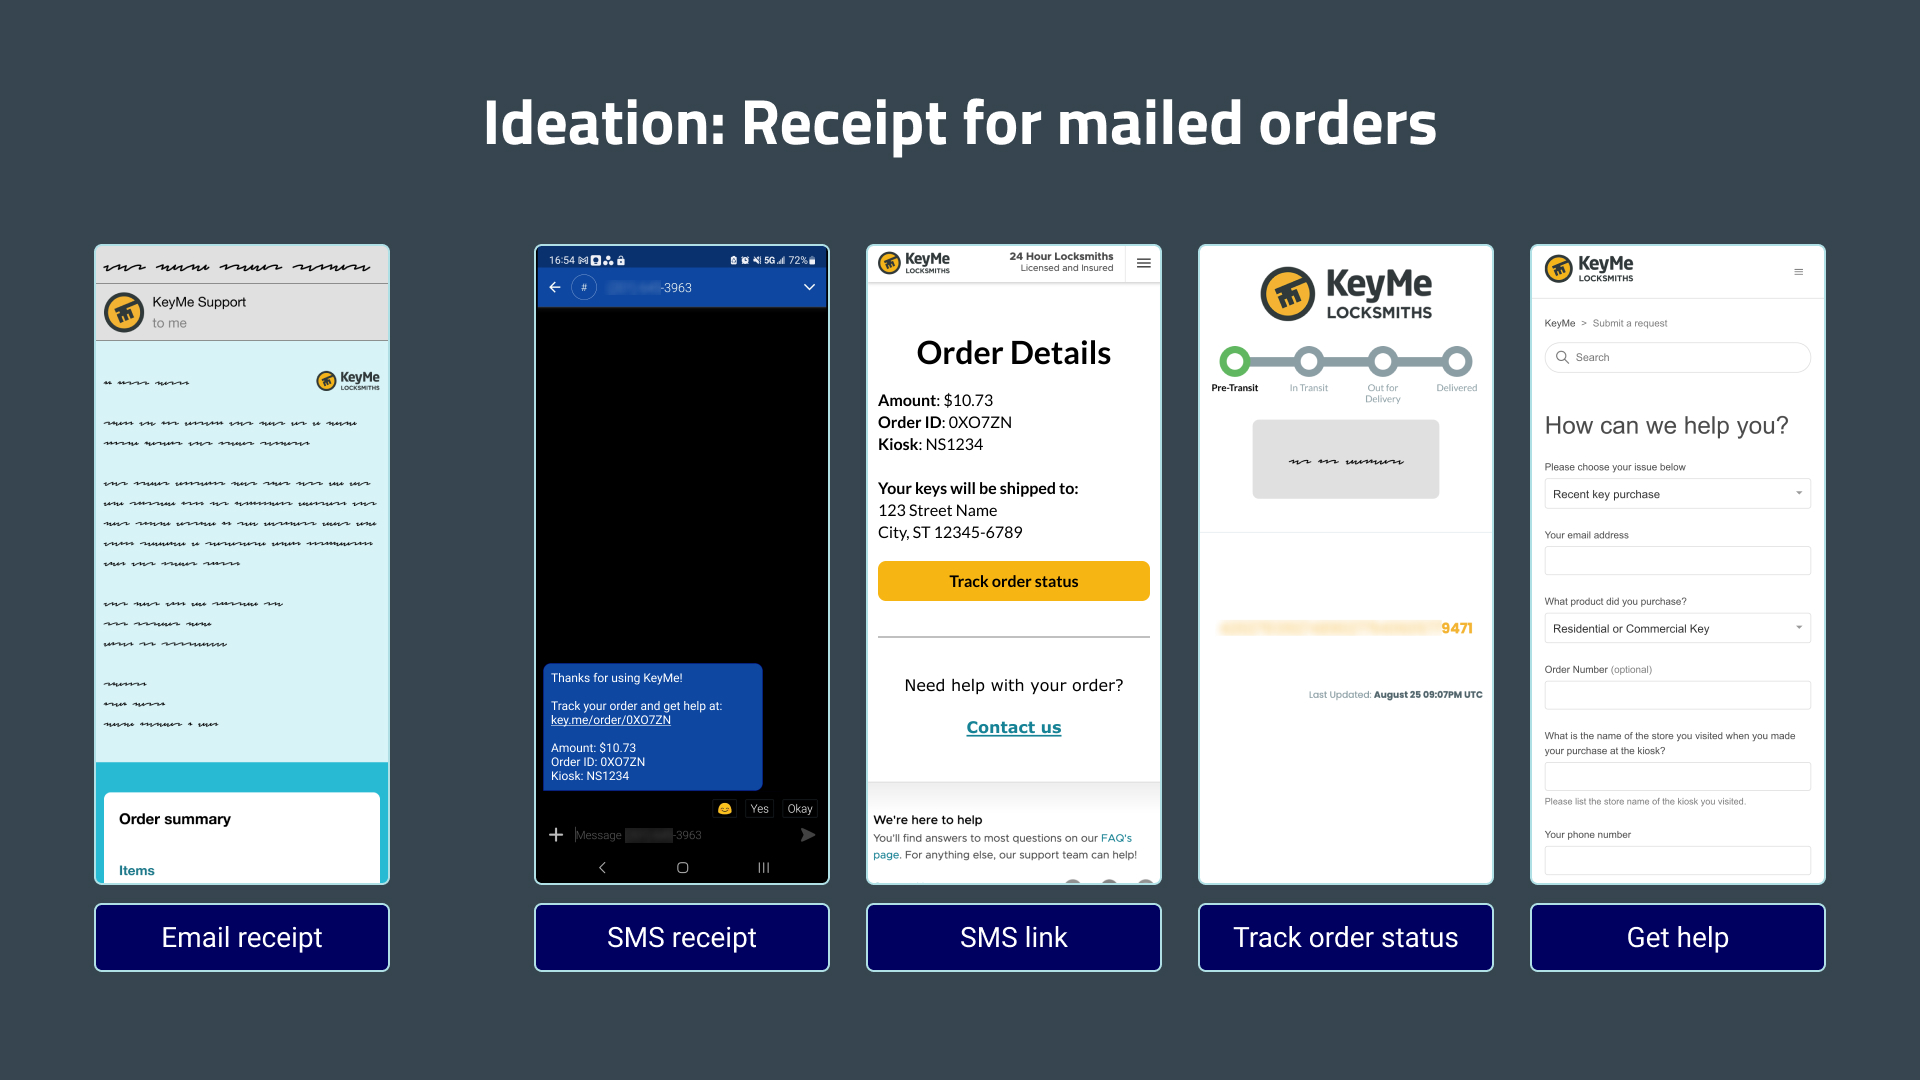 Ideation: Receipt for mailed orders
KeyMe Support
to me
KeyMe
LOCKSMITHS
Order summary
Items
Email receipt
16:54
5G
72%
#
-3963
Thanks for using KeyMe!
Track your order and get help at:
key.me/order/0XO7ZN
Amount: $10.73
Order ID: 0XO7ZN
Kiosk: NS1234
Yes
Okay
Message
-3963
SMS receipt
KeyMe
LOCKSMITHS
24 Hour Locksmiths
Licensed and Insured
Order Details
Amount: $10.73
Order ID: 0XO7ZN
Kiosk: NS1234
Your keys will be shipped to:
123 Street Name
City, ST 12345-6789
Track order status
Need help with your order?
Contact us
We're here to help
You'll find answers to most questions on our FAQ's
page. For anything else, our support team can help!
SMS link
KeyMe
LOCKSMITHS
Pre-Transit
In Transit
Out for
Delivery
Delivered
9471
Last Updated: August 25 09:07PM UTC
Track order status
KeyMe
LOCKSMITHS
KeyMe > Submit a request
Search
How can we help you?
Please choose your issue below
Recent key purchase
Your email address
What product did you purchase?
Residential or Commercial Key
Order Number (optional)
What is the name of the store you visited when you made
your purchase at the kiosk?
Please list the store name of the kiosk you visited.
Your phone number
Get help